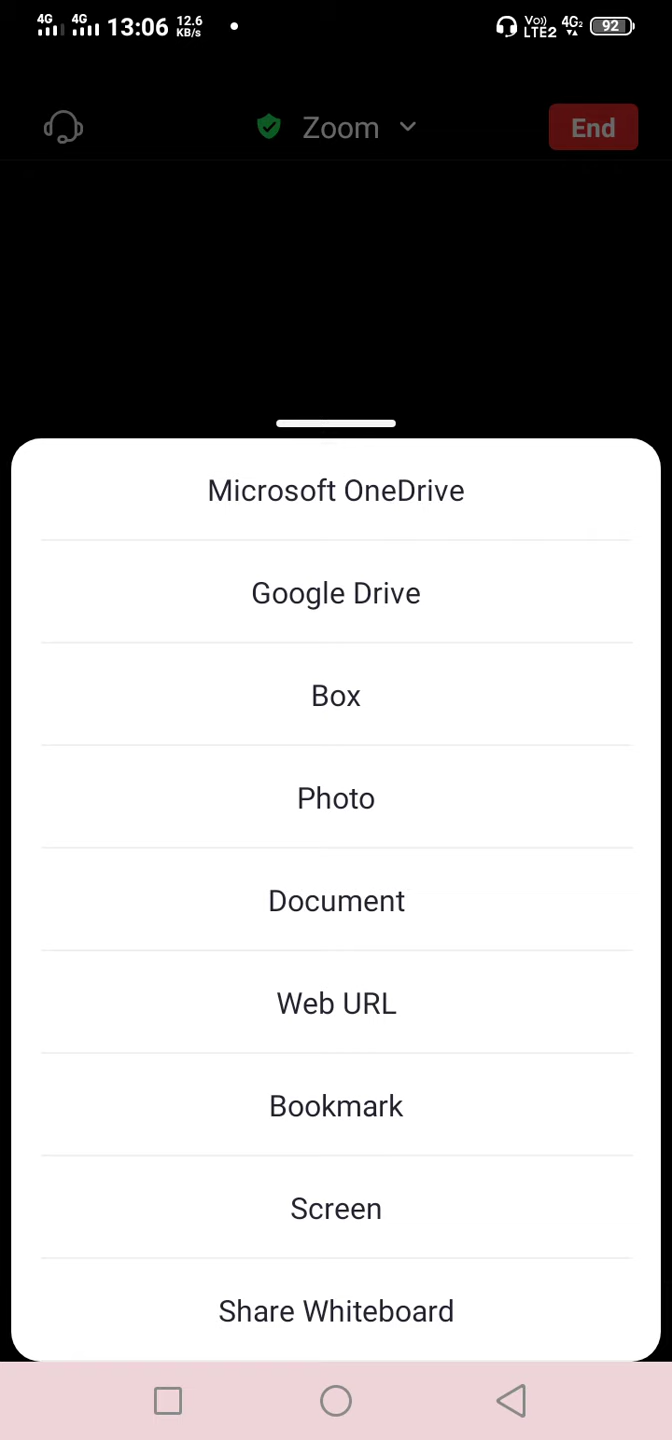 4G 4G 13:06 12.6 KB/s Vo)) LTE2 4G2 92
Zoom End
Microsoft OneDrive
Google Drive
Box
Photo
Document
Web URL
Bookmark
Screen
Share Whiteboard